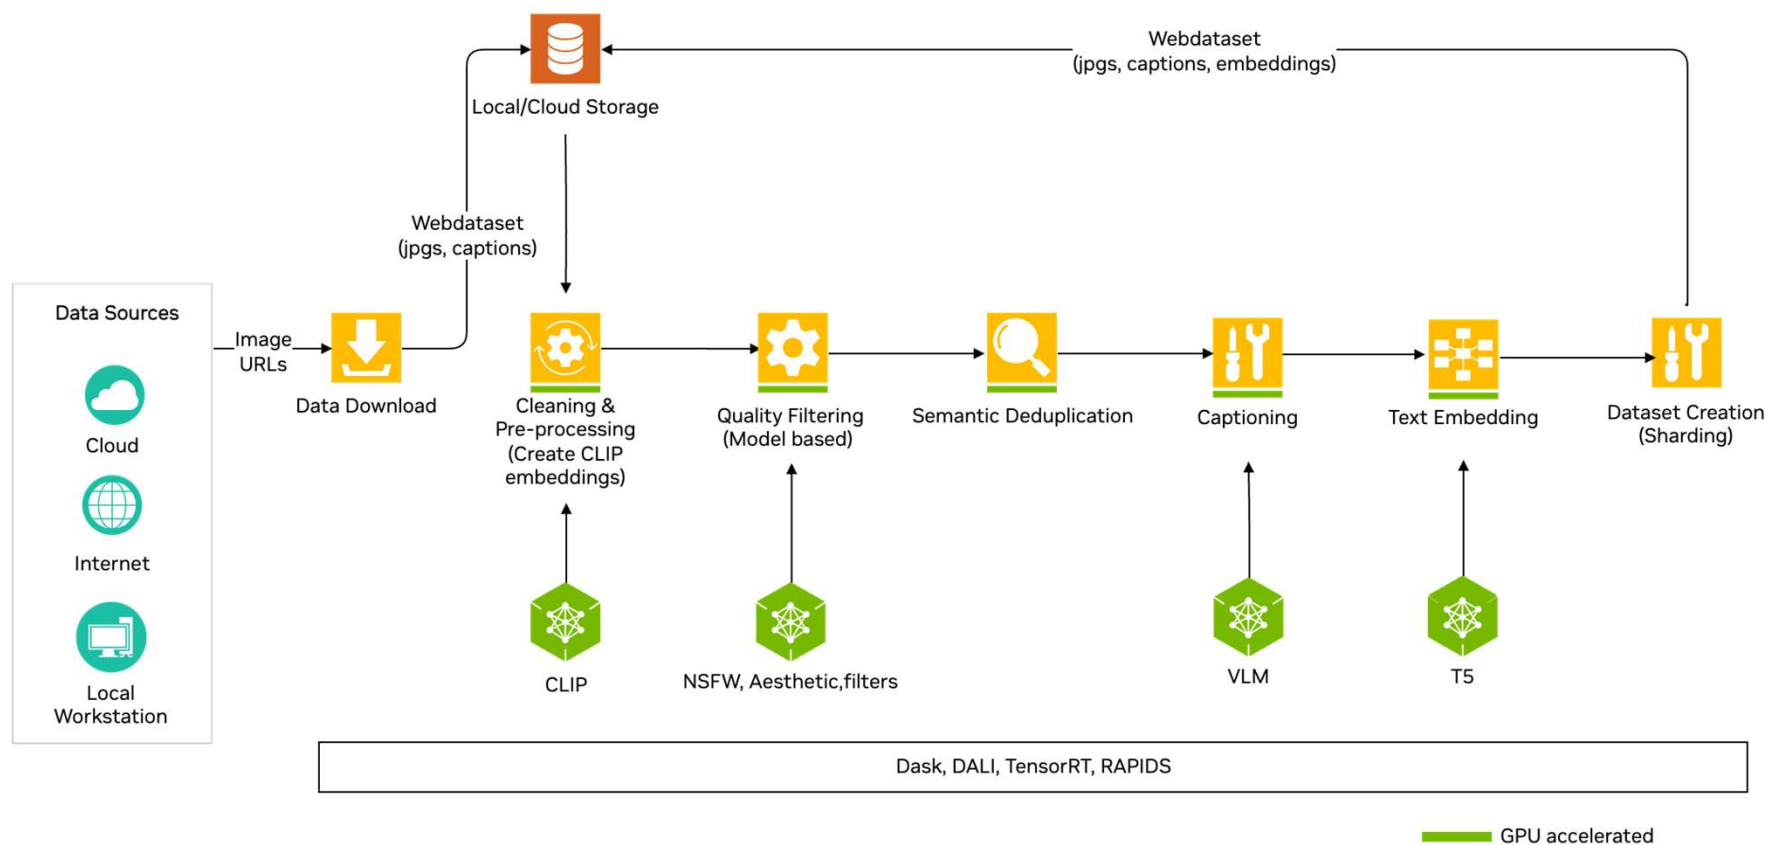 Webdataset
(jpgs, captions, embeddings)
Local/Cloud Storage
Webdataset
(jpgs, captions)
Data Sources
Image
URLs
Cloud
Internet
Local
Workstation
Data Download
Cleaning &
Pre-processing
(Create CLIP
embeddings)
Quality Filtering
(Model based)
Semantic Deduplication
Captioning
Text Embedding
Dataset Creation
(Sharding)
CLIP
NSFW, Aesthetic,filters
VLM
T5
Dask, DALI, TensorRT, RAPIDS
GPU accelerated